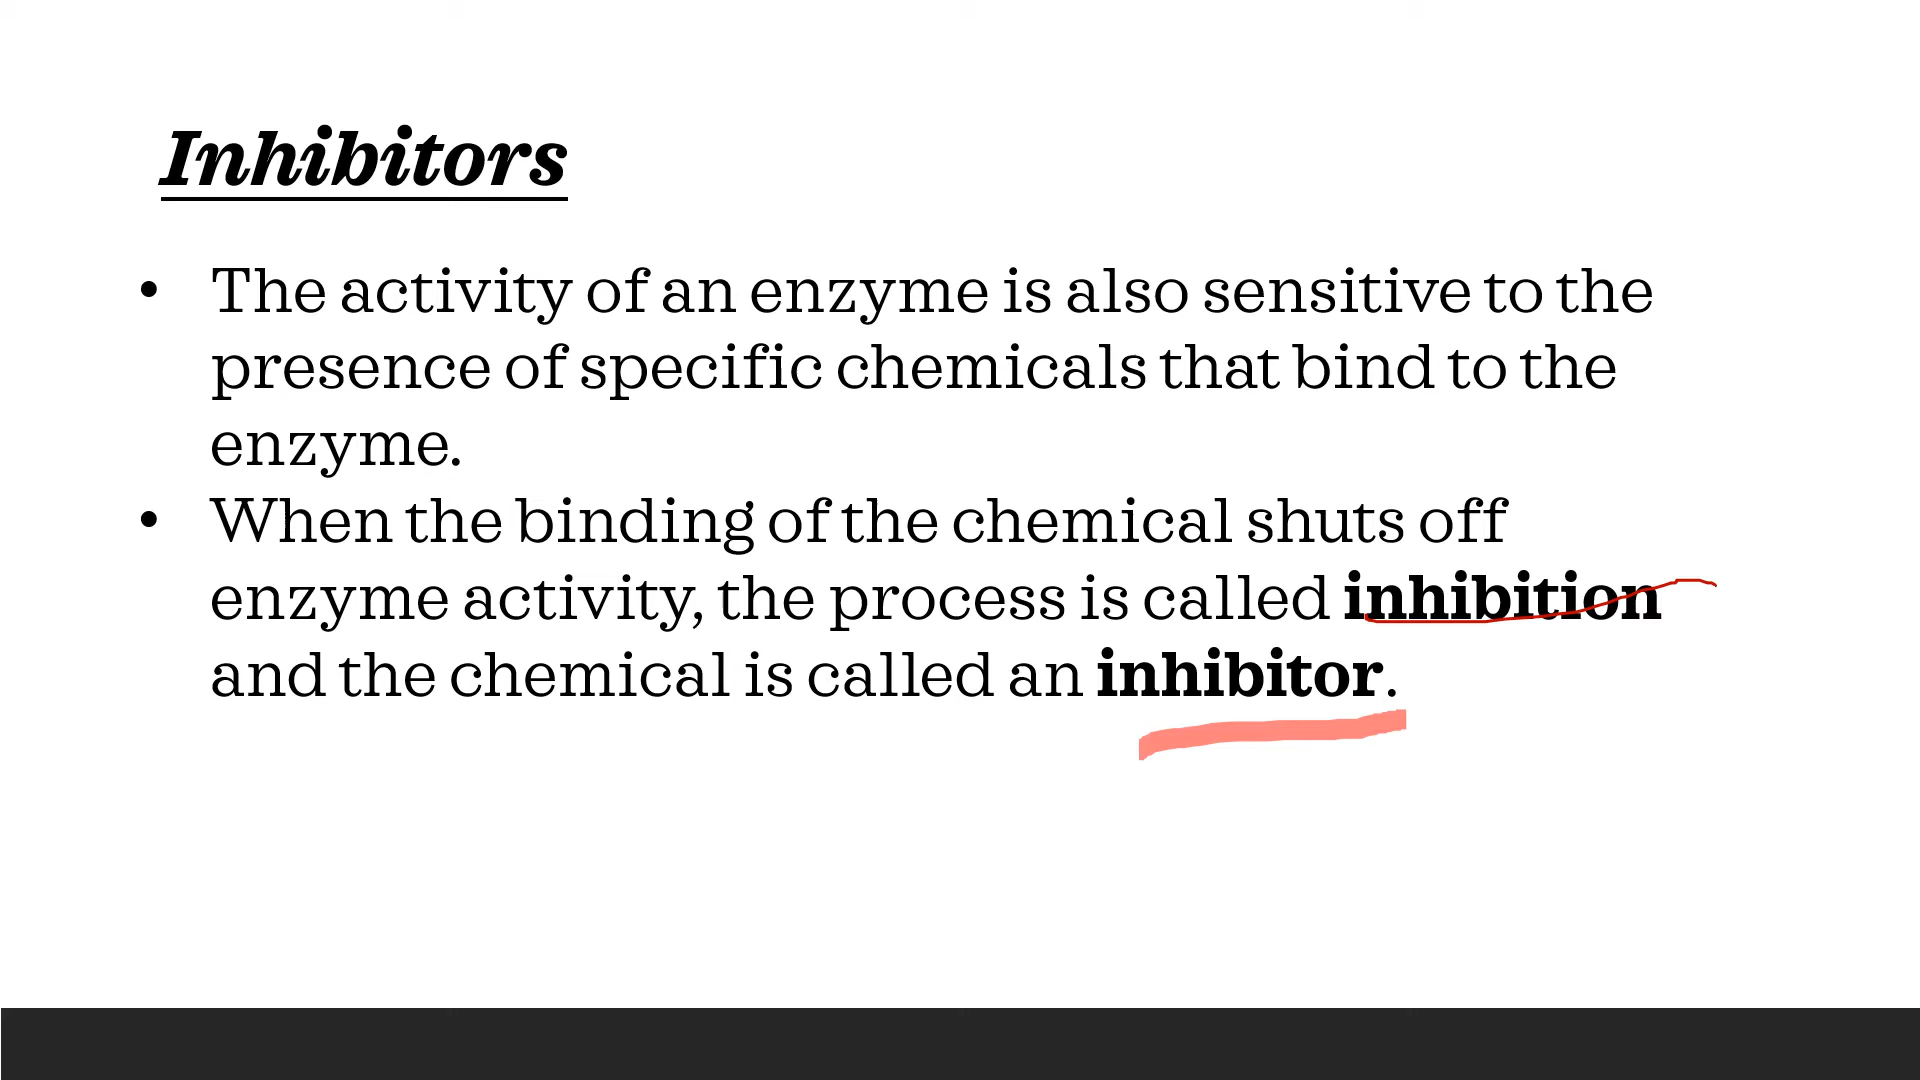 Inhibitors
• The activity of an enzyme is also sensitive to the
presence of specific chemicals that bind to the
enzyme.
• When the binding of the chemical shuts off
enzyme activity, the process is called inhibition
and the chemical is called an inhibitor.